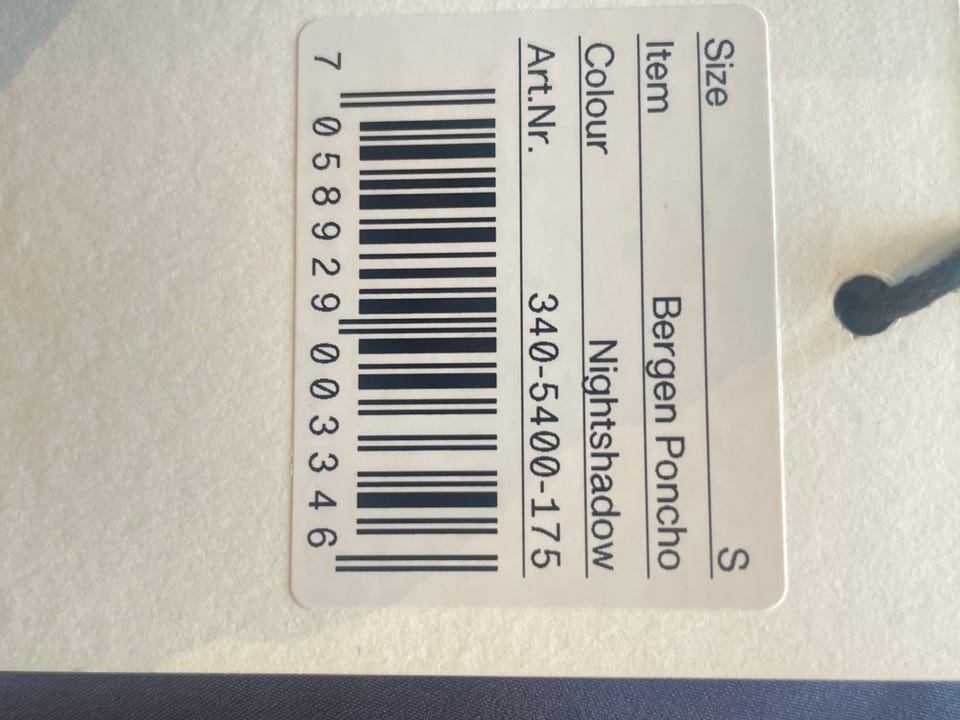 Size S
Item Bergen Poncho
Colour Nightshadow
Art.Nr. 340-5400-175
7 058929 003346